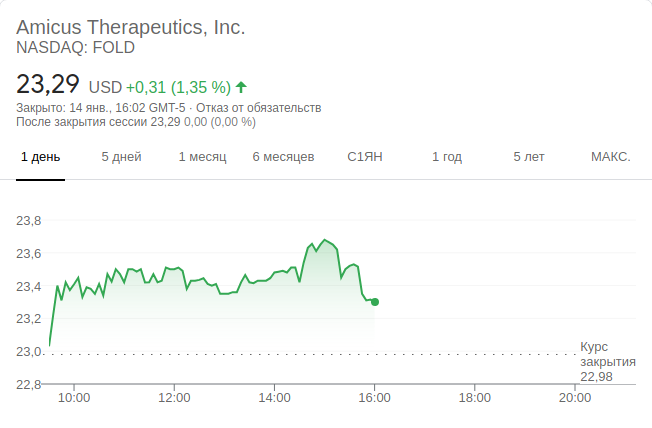 Amicus Therapeutics, Inc.
NASDAQ: FOLD
23,29 USD +0,31 (1,35 %)
Закрыто: 14 янв., 16:02 GMT-5 · Отказ от обязательств
После закрытия сессии 23,29 0,00 (0,00 %)
1 день 5 дней 1 месяц 6 месяцев С1ЯН 1 год 5 лет МАКС.
23,8
23,6
23,4
23,2
23,0
22,8
Курс
закрытия
22,98
10:00 12:00 14:00 16:00 18:00 20:00